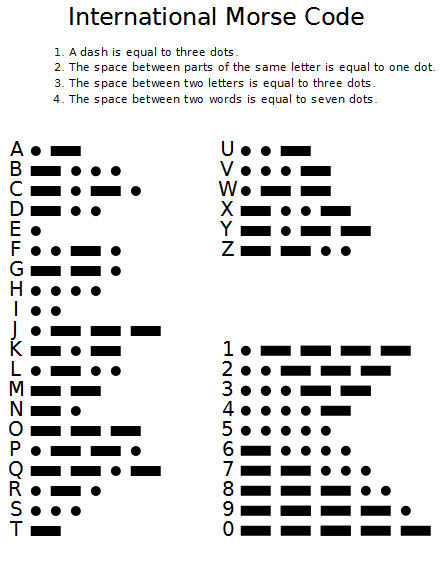 International Morse Code
1. A dash is equal to three dots.
2. The space between parts of the same letter is equal to one dot.
3. The space between two letters is equal to three dots.
4. The space between two words is equal to seven dots.
A
B
C
D
E
F
G
H
I
J
K
L
M
N
O
P
Q
R
S
T
U
V
W
X
Y
Z
1
2
3
4
5
6
7
8
9
0